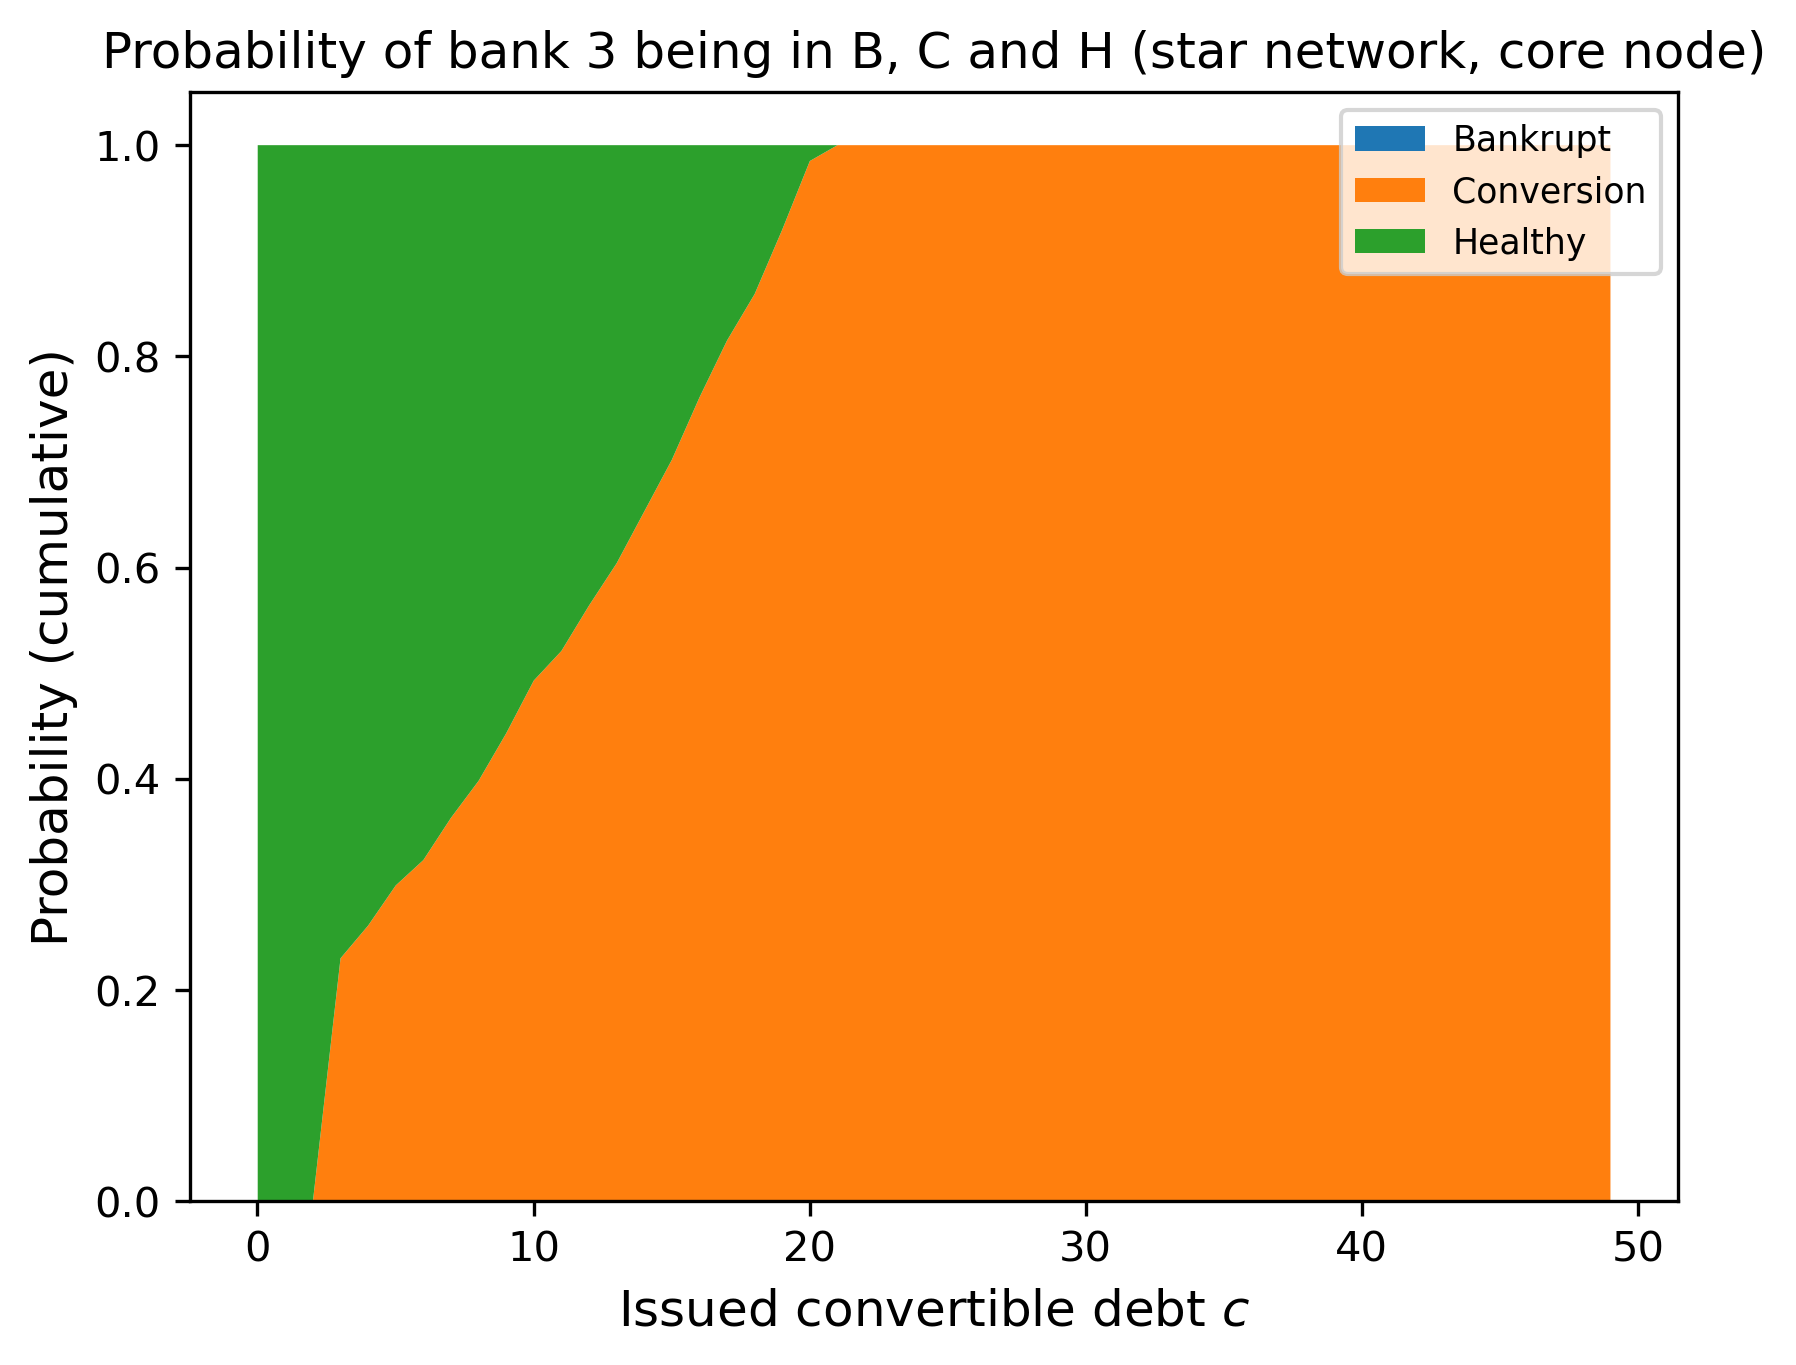 Probability of bank 3 being in B, C and H (star network, core node)
Bankrupt
Conversion
Healthy
1.0
0.8
0.6
0.4
0.2
0.0
Probability (cumulative)
0 10 20 30 40 50
Issued convertible debt c